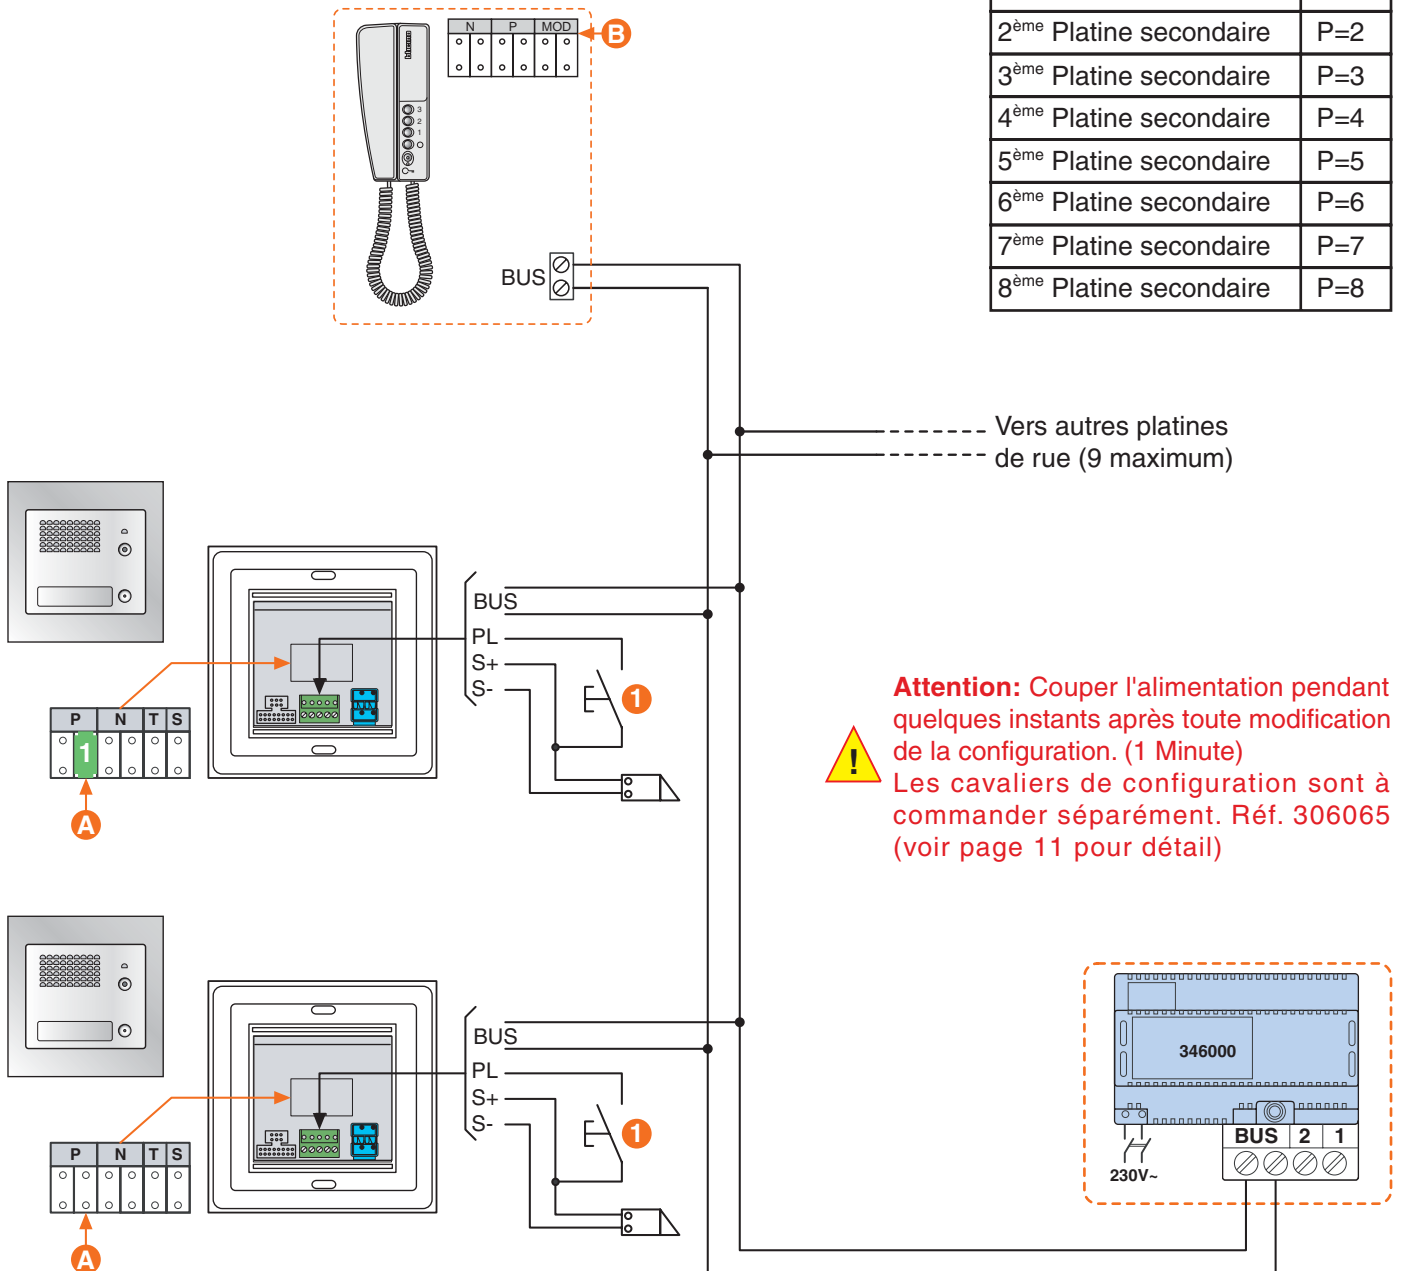 N P MOD
B
bticino
3
2
1
BUS
2ème Platine secondaire P=2
3ème Platine secondaire P=3
4ème Platine secondaire P=4
5ème Platine secondaire P=5
6ème Platine secondaire P=6
7ème Platine secondaire P=7
8ème Platine secondaire P=8
Vers autres platines
de rue (9 maximum)
BUS
PL
S+
S-
1
P N T S
1
A
Attention: Couper l'alimentation pendant
quelques instants après toute modification
de la configuration. (1 Minute)
Les cavaliers de configuration sont à
commander séparément. Réf. 306065
(voir page 11 pour détail)
!
BUS
PL
S+
S-
1
P N T S
A
346000
BUS 2 1
230V~